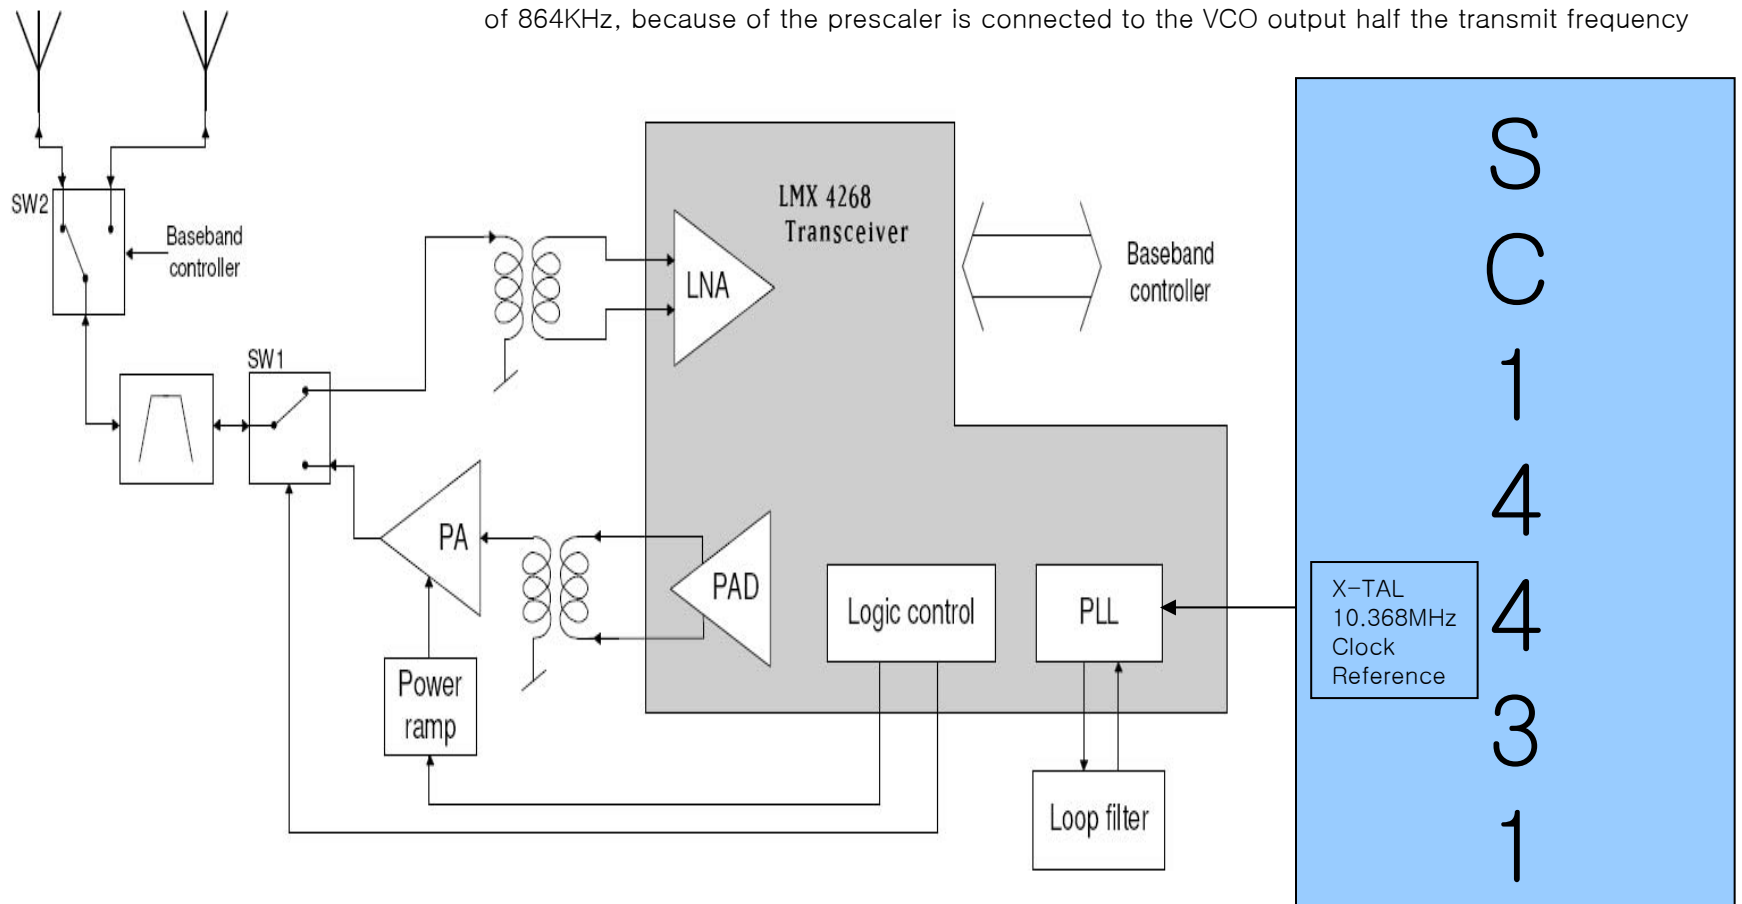 of 864KHz, because of the prescaler is connected to the VCO output half the transmit frequency
SW2
Baseband
controller
SW1
LMX 4268
Transceiver
LNA
Baseband
controller
PA
PAD
Power
ramp
Logic control
PLL
Loop filter
X-TAL
10.368MHz
Clock
Reference
S
C
1
4
4
3
1